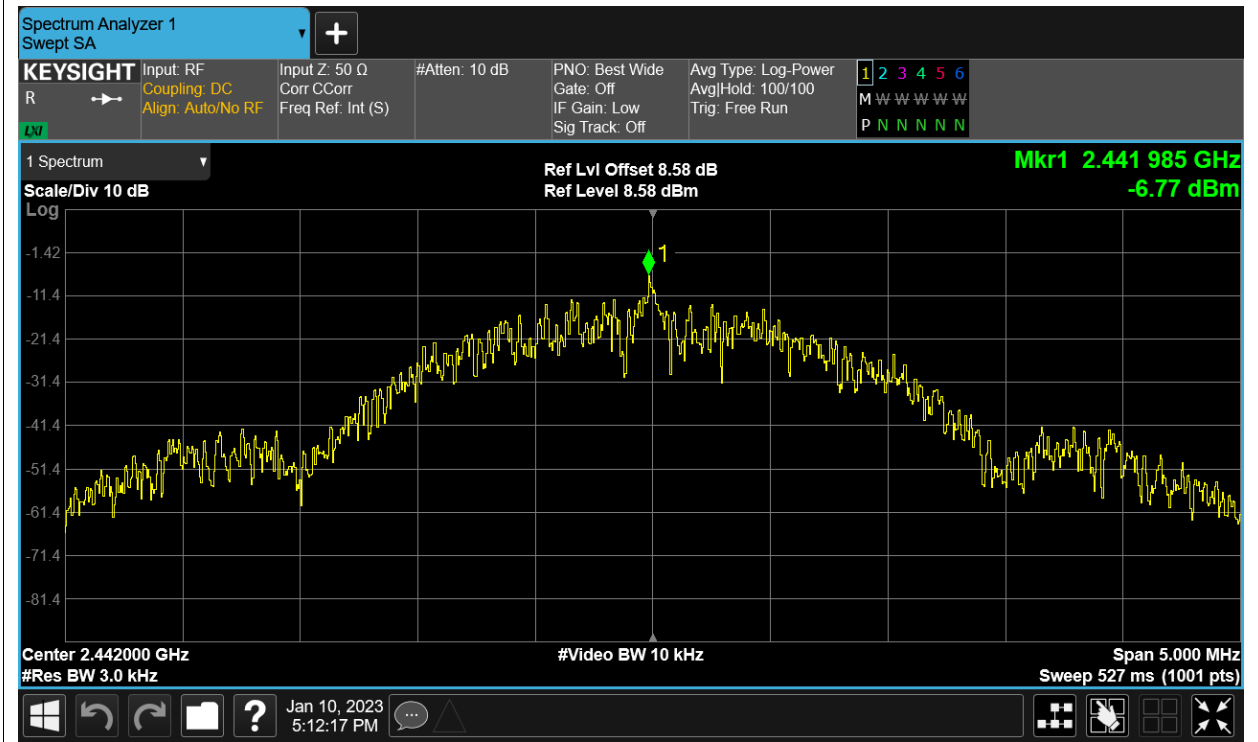 Spectrum Analyzer 1
Swept SA
KEYSIGHT
R
LXI
Input: RF
Coupling: DC
Align: Auto/No RF
Input Z: 50 Ω
Corr CCorr
Freq Ref: Int (S)
#Atten: 10 dB
PNO: Best Wide
Gate: Off
IF Gain: Low
Sig Track: Off
Avg Type: Log-Power
Avg|Hold: 100/100
Trig: Free Run
1 2 3 4 5 6
M W W W W W
P N N N N N
1 Spectrum
Scale/Div 10 dB
Ref Lvl Offset 8.58 dB
Ref Level 8.58 dBm
Mkr1 2.441 985 GHz
-6.77 dBm
Log
1
-1.42
-11.4
-21.4
-31.4
-41.4
-51.4
-61.4
-71.4
-81.4
Center 2.442000 GHz
#Video BW 10 kHz
Span 5.000 MHz
#Res BW 3.0 kHz
Sweep 527 ms (1001 pts)
?
Jan 10, 2023
5:12:17 PM